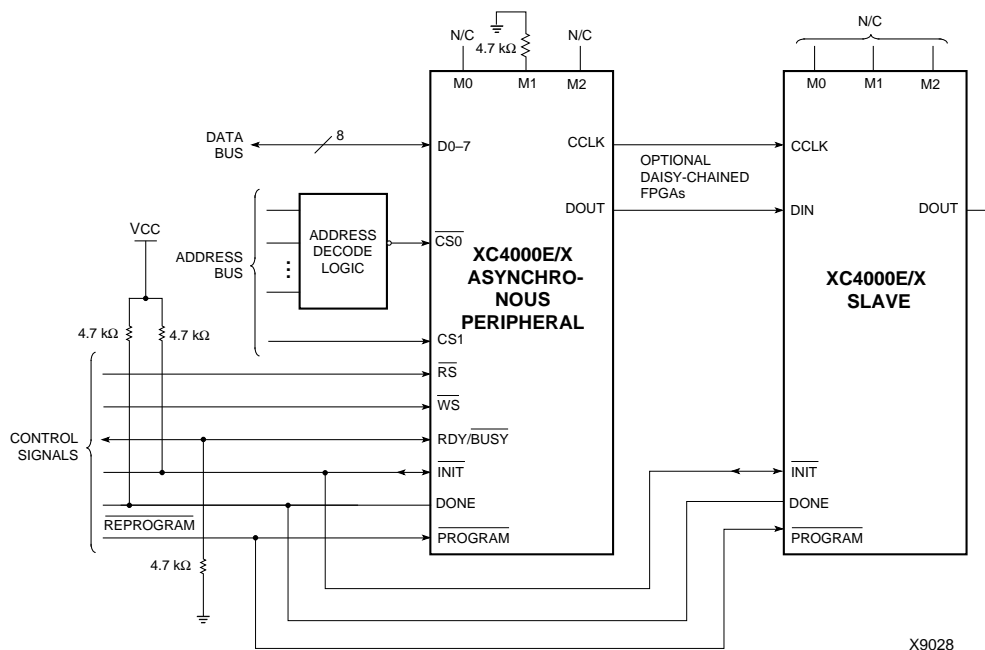 N/C
4.7 kΩ
N/C
N/C
M0
M1
M2
M0
M1
M2
DATA
BUS
8
D0–7
CCLK
OPTIONAL
DAISY-CHAINED
FPGAs
CCLK
DOUT
DIN
DOUT
VCC
ADDRESS
BUS
ADDRESS
DECODE
LOGIC
CS0
XC4000E/X
ASYNCHRO-
NOUS
PERIPHERAL
XC4000E/X
SLAVE
4.7 kΩ
4.7 kΩ
CS1
RS
WS
CONTROL
SIGNALS
RDY/BUSY
INIT
INIT
DONE
DONE
REPROGRAM
PROGRAM
PROGRAM
4.7 kΩ
X9028